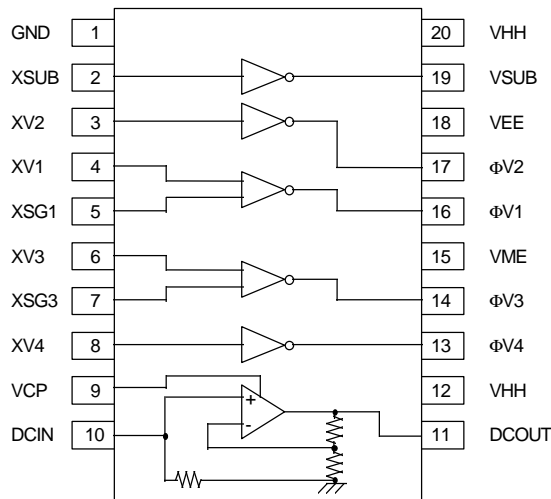 GND 1 20 VHH
XSUB 2 19 VSUB
XV2 3 18 VEE
XV1 4 17 ΦV2
XSG1 5 16 ΦV1
XV3 6 15 VME
XSG3 7 14 ΦV3
XV4 8 13 ΦV4
VCP 9 12 VHH
+
-
DCIN 10 11 DCOUT